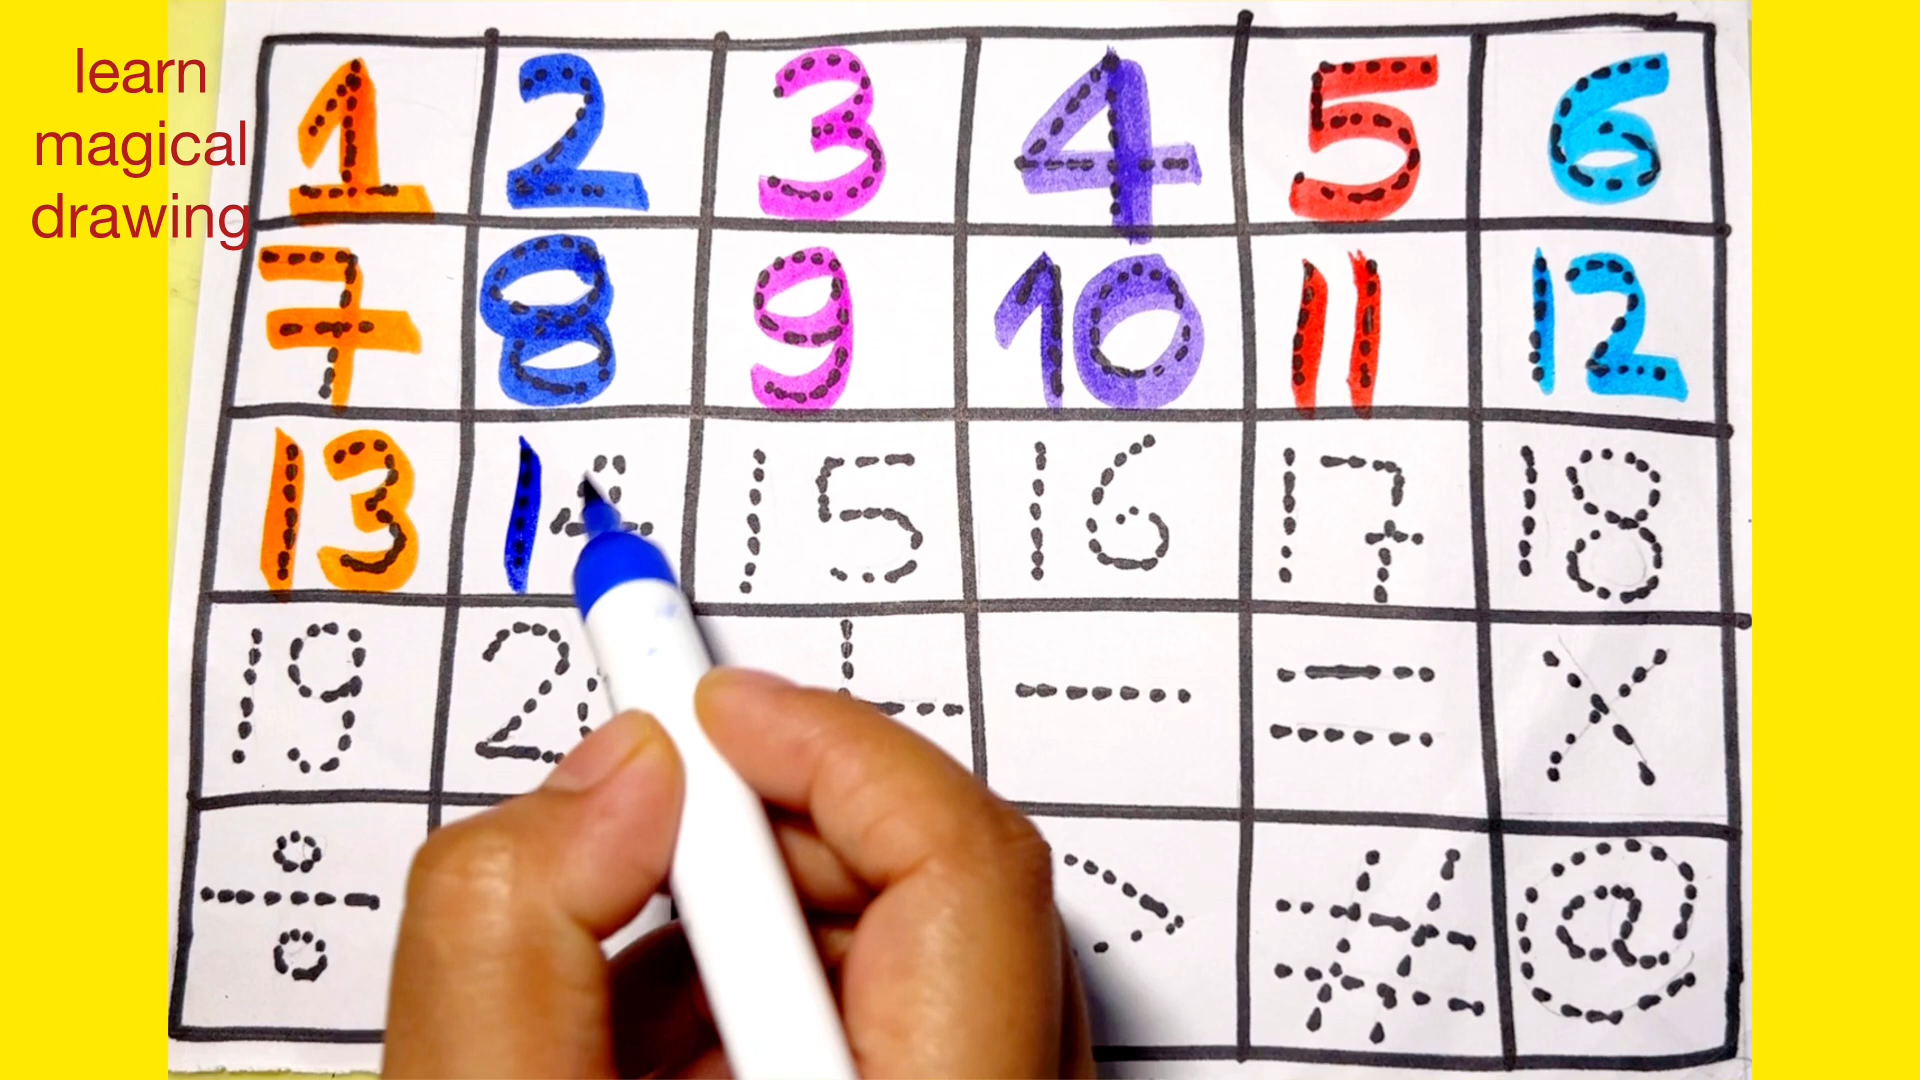 learn
magical
drawing
1 2 3 4 5 6
7 8 9 10 11 12
13 14 15 16 17 18
19 2 - = X
÷ > # @